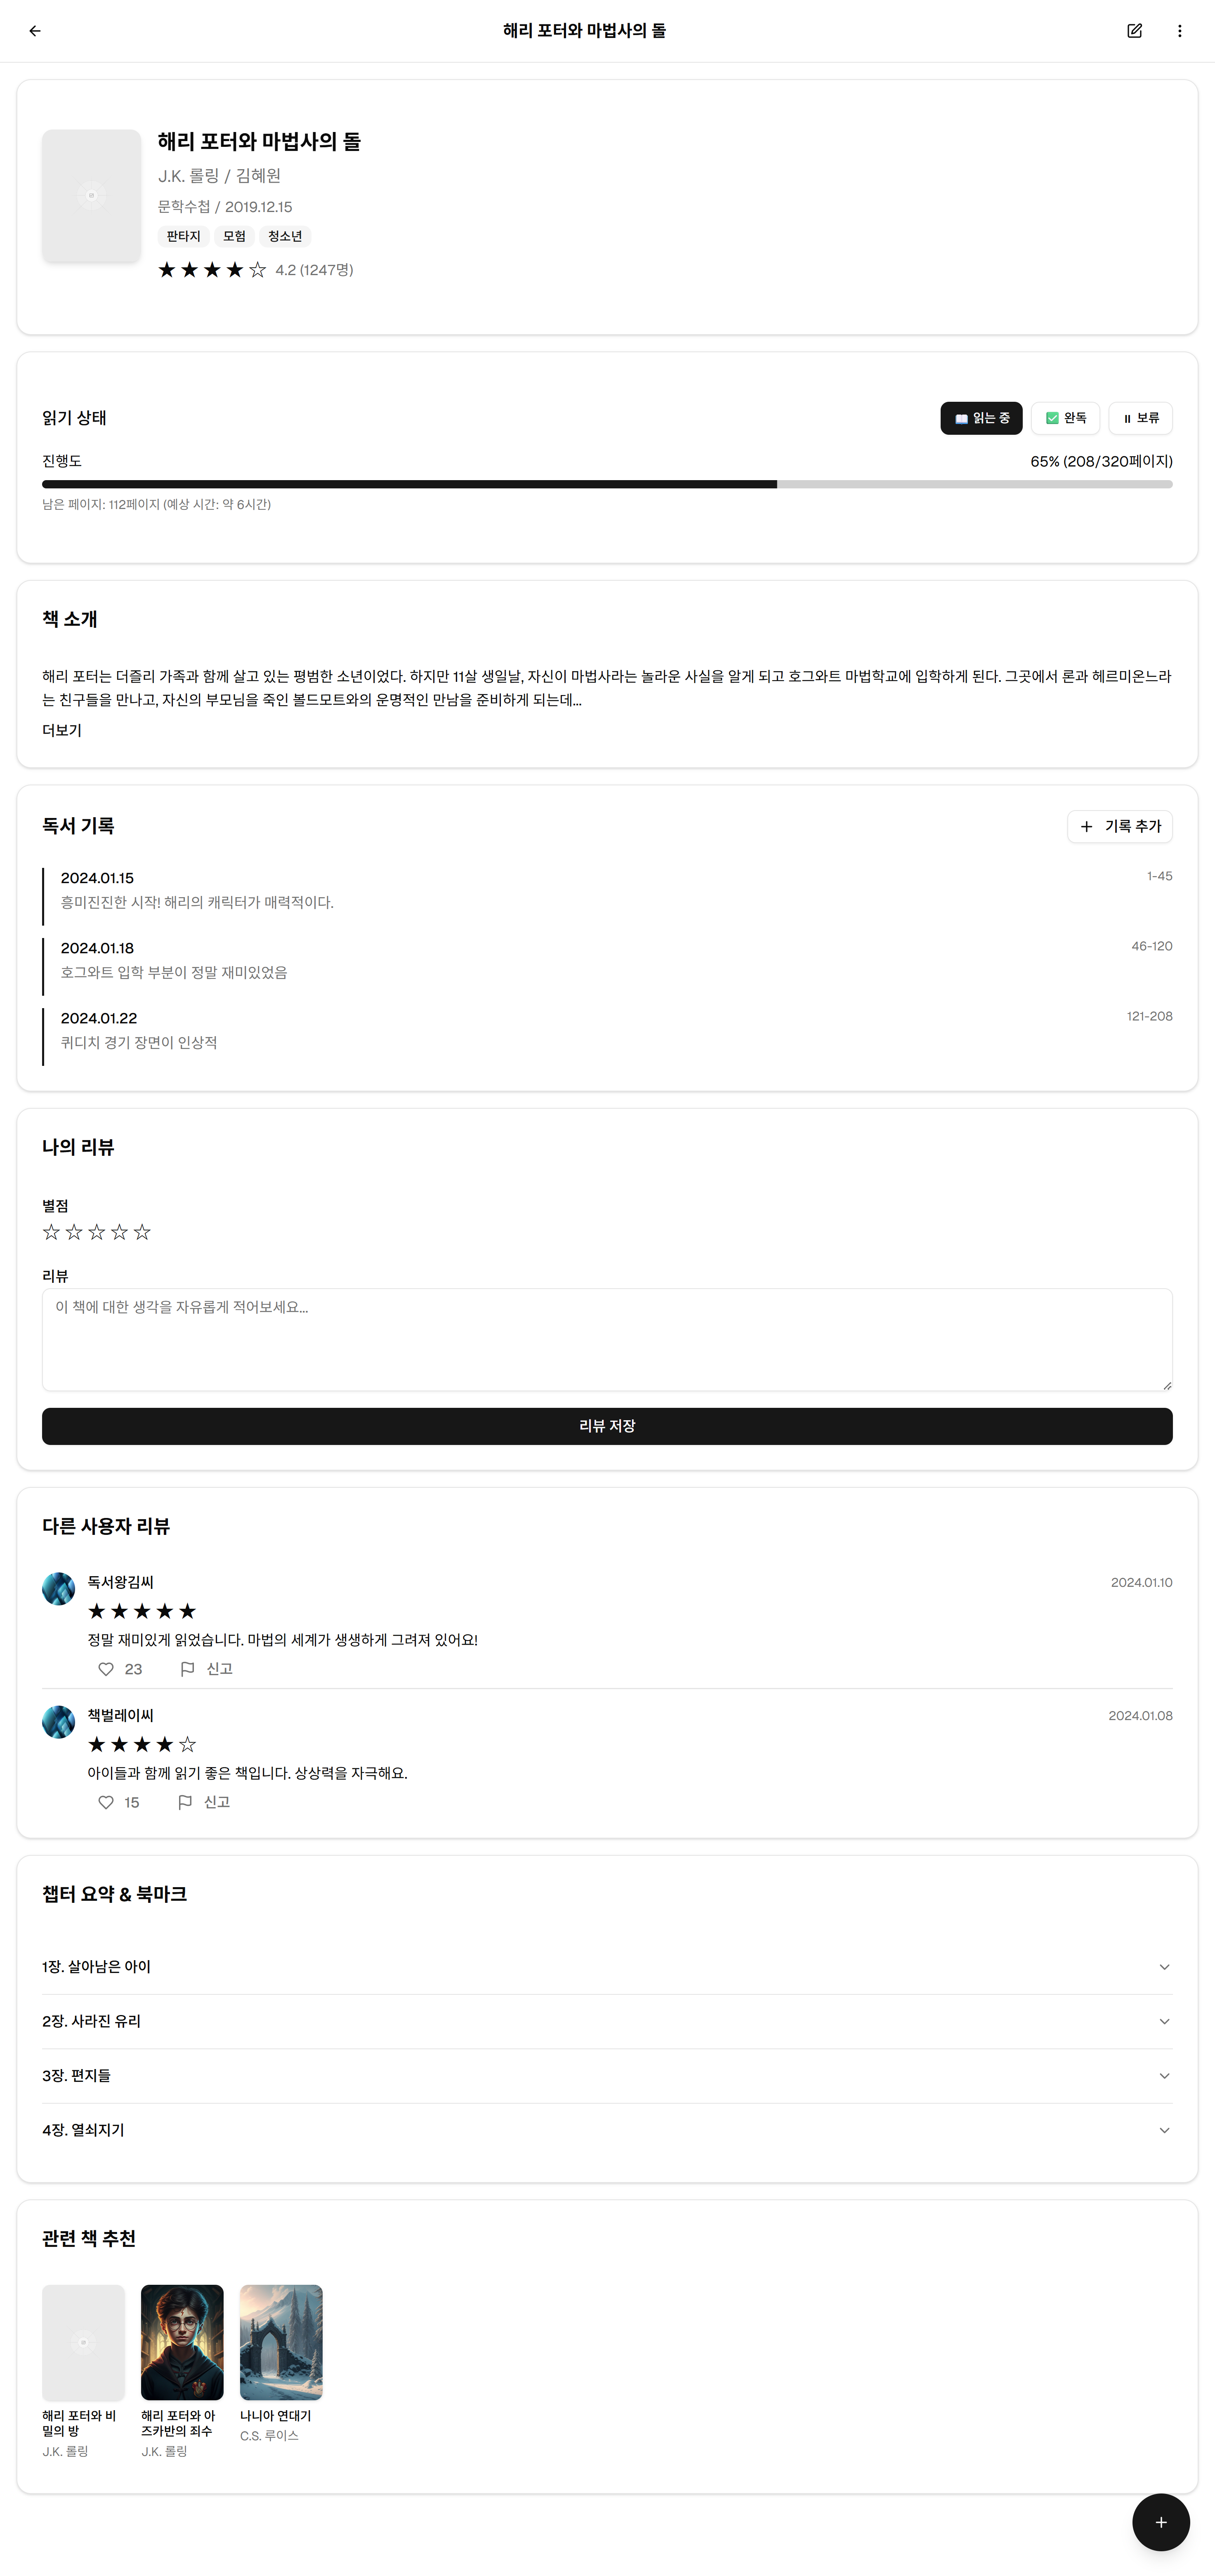 해리 포터와 마법사의 돌
해리 포터와 마법사의 돌
J.K. 롤링 / 김혜원
문학수첩 / 2019.12.15
판타지 모험 청소년
★★★★☆ 4.2 (1247명)
읽기 상태 📖 읽는 중 ✅ 완독 ⏸ 보류
진행도 65% (208/320페이지)
남은 페이지: 112페이지 (예상 시간: 약 6시간)
책 소개
해리 포터는 더즐리 가족과 함께 살고 있는 평범한 소년이었다. 하지만 11살 생일날, 자신이 마법사라는 놀라운 사실을 알게 되고 호그와트 마법학교에 입학하게 된다. 그곳에서 론과 헤르미온느라
는 친구들을 만나고, 자신의 부모님을 죽인 볼드모트와의 운명적인 만남을 준비하게 되는데...
더보기
독서 기록 + 기록 추가
2024.01.15 1-45
흥미진진한 시작! 해리의 캐릭터가 매력적이다.
2024.01.18 46-120
호그와트 입학 부분이 정말 재미있었음
2024.01.22 121-208
퀴디치 경기 장면이 인상적
나의 리뷰
별점
☆☆☆☆☆
리뷰
이 책에 대한 생각을 자유롭게 적어보세요...
리뷰 저장
다른 사용자 리뷰
독서왕김씨 2024.01.10
★★★★★
정말 재미있게 읽었습니다. 마법의 세계가 생생하게 그려져 있어요!
23 신고
책벌레이씨 2024.01.08
★★★★☆
아이들과 함께 읽기 좋은 책입니다. 상상력을 자극해요.
15 신고
챕터 요약 & 북마크
1장. 살아남은 아이
2장. 사라진 유리
3장. 편지들
4장. 열쇠지기
관련 책 추천
해리 포터와 비
밀의 방
J.K. 롤링
해리 포터와 아
즈카반의 죄수
J.K. 롤링
나니아 연대기
C.S. 루이스
+